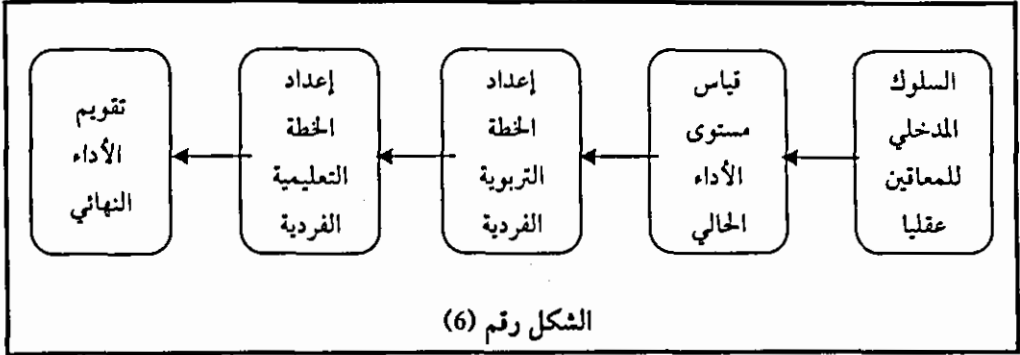 السلوك
المدخلي
للمعاقين
عقليا
قياس
مستوى
الأداء
الحالي
إعداد
الخطة
التربوية
الفردية
إعداد
الخطة
التعليمية
الفردية
تقويم
الأداء
النهائي
الشكل رقم (6)